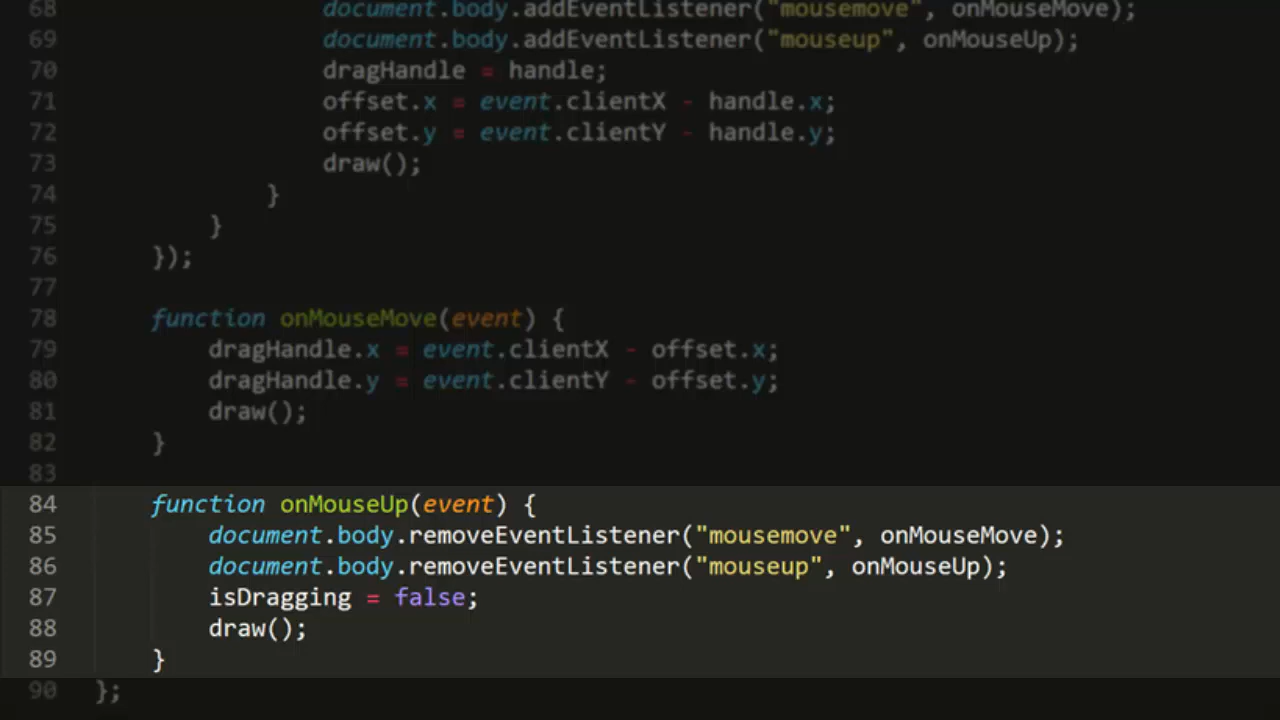 68 document.body.addEventListener("mousemove", onMouseMove);
69 document.body.addEventListener("mouseup", onMouseUp);
70 dragHandle = handle;
71 offset.x = event.clientX - handle.x;
72 offset.y = event.clientY - handle.y;
73 draw();
74 }
75 }
76 });
77
78 function onMouseMove(event) {
79 dragHandle.x = event.clientX - offset.x;
80 dragHandle.y = event.clientY - offset.y;
81 draw();
82 }
83
84 function onMouseUp(event) {
85 document.body.removeEventListener("mousemove", onMouseMove);
86 document.body.removeEventListener("mouseup", onMouseUp);
87 isDragging = false;
88 draw();
89 }
90 };